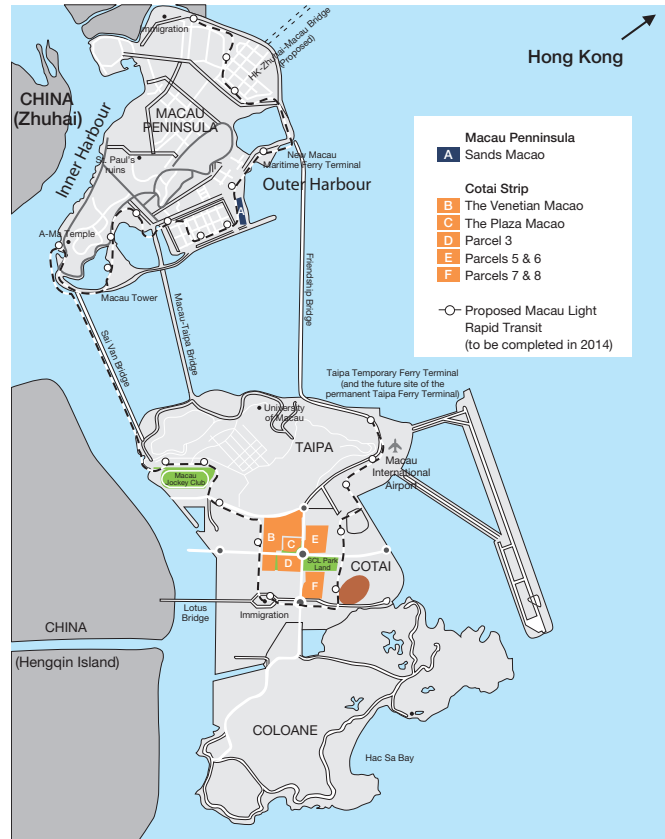 Immigration
HK-Zhuhai-Macau Bridge
(Proposed)
Hong Kong
CHINA
(Zhuhai)
Inner Harbour
MACAU
PENINSULA
St. Paul's
ruins
New Macau
Maritime Ferry Terminal
Outer Harbour
A
A-Ma Temple
Macau Tower
Sai Van Bridge
Macau-Taipa Bridge
Friendship Bridge
Macau Penninsula
A Sands Macao
Cotai Strip
B The Venetian Macao
C The Plaza Macao
D Parcel 3
E Parcels 5 & 6
F Parcels 7 & 8
Proposed Macau Light
Rapid Transit
(to be completed in 2014)
Taipa Temporary Ferry Terminal
(and the future site of the
permanent Taipa Ferry Terminal)
University
of Macau
TAIPA
Macau
International
Airport
Macau
Jockey Club
B
C
E
D
SCL Park
Land
F
COTAI
Lotus
Bridge
Immigration
CHINA
(Hengqin Island)
COLOANE
Hac Sa Bay